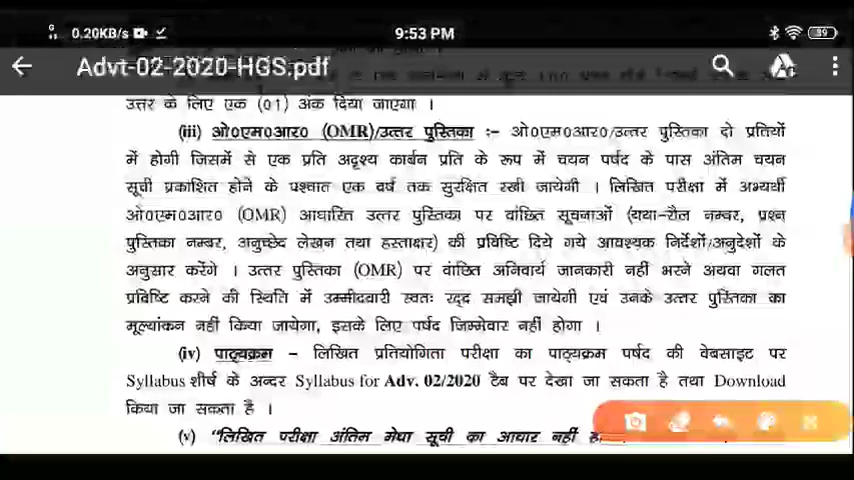 0.20KB/s
9:53 PM
39
Advt-02-2020-HGS.pdf
उत्तर के लिए एक (01) अंक दिया जाएगा ।
(iii) ओ०एम०आर० (OMR)/उत्तर पुस्तिका :- ओ०एम०आर०/उत्तर पुस्तिका दो प्रतियों
में होगी जिसमें से एक प्रति अदृश्य कार्बन प्रति के रूप में चयन पर्षद के पास अंतिम चयन
सूची प्रकाशित होने के पश्चात एक वर्ष तक सुरक्षित रखी जायेगी । लिखित परीक्षा में अभ्यर्थी
ओ०एम०आर० (OMR) आधारित उत्तर पुस्तिका पर वांछित सूचनाओं (यथा-रौल नम्बर, प्रश्न
पुस्तिका नम्बर, अनुच्छेद लेखन तथा हस्ताक्षर) की प्रविष्टि दिये गये आवश्यक निर्देशों/अनुदेशों के
अनुसार करेंगे । उत्तर पुस्तिका (OMR) पर वांछित अनिवार्य जानकारी नहीं भरने अथवा गलत
प्रविष्टि करने की स्थिति में उम्मीदवारी स्वतः रद्द समझी जायेगी एवं उनके उत्तर पुस्तिका का
मूल्यांकन नहीं किया जायेगा, इसके लिए पर्षद जिम्मेवार नहीं होगा ।
(iv) पाठ्यक्रम – लिखित प्रतियोगिता परीक्षा का पाठ्यक्रम पर्षद की वेबसाइट पर
Syllabus शीर्ष के अन्दर Syllabus for Adv. 02/2020 टैब पर देखा जा सकता है तथा Download
किया जा सकता है ।
(v) "लिखित परीक्षा अंतिम मेधा सूची का आधार नहीं